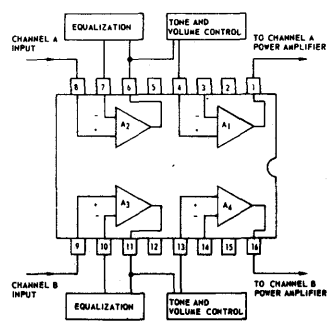 EQUALIZATION
TONE AND
VOLUME CONTROL
CHANNEL A
INPUT
TO CHANNEL A
POWER AMPLIFIER
8 7 6 5 4 3 2 1
- A2 +
- A1 +
+ A3 -
+ A4 -
9 10 11 12 13 14 15 16
CHANNEL B
INPUT
TO CHANNEL B
POWER AMPLIFIER
EQUALIZATION
TONE AND
VOLUME CONTROL